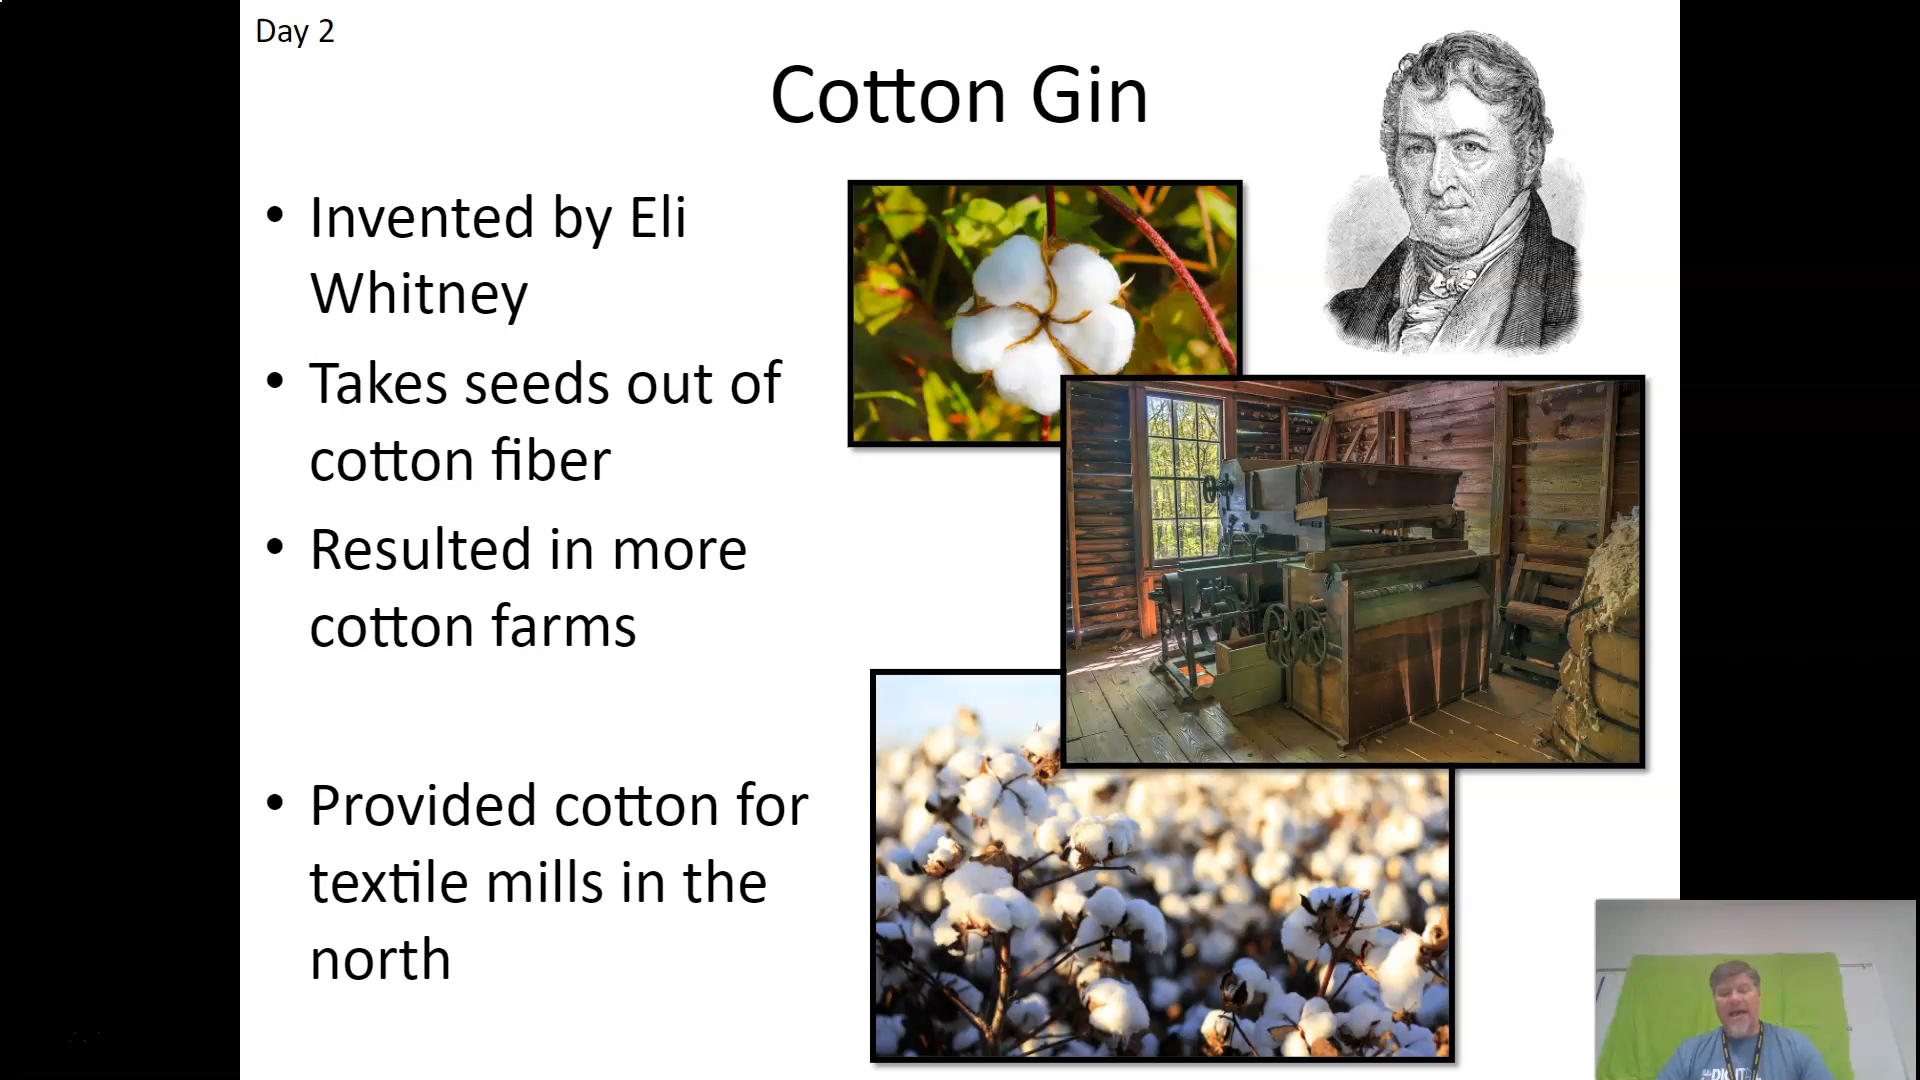 Day 2
Cotton Gin
• Invented by Eli
Whitney
• Takes seeds out of
cotton fiber
• Resulted in more
cotton farms
• Provided cotton for
textile mills in the
north